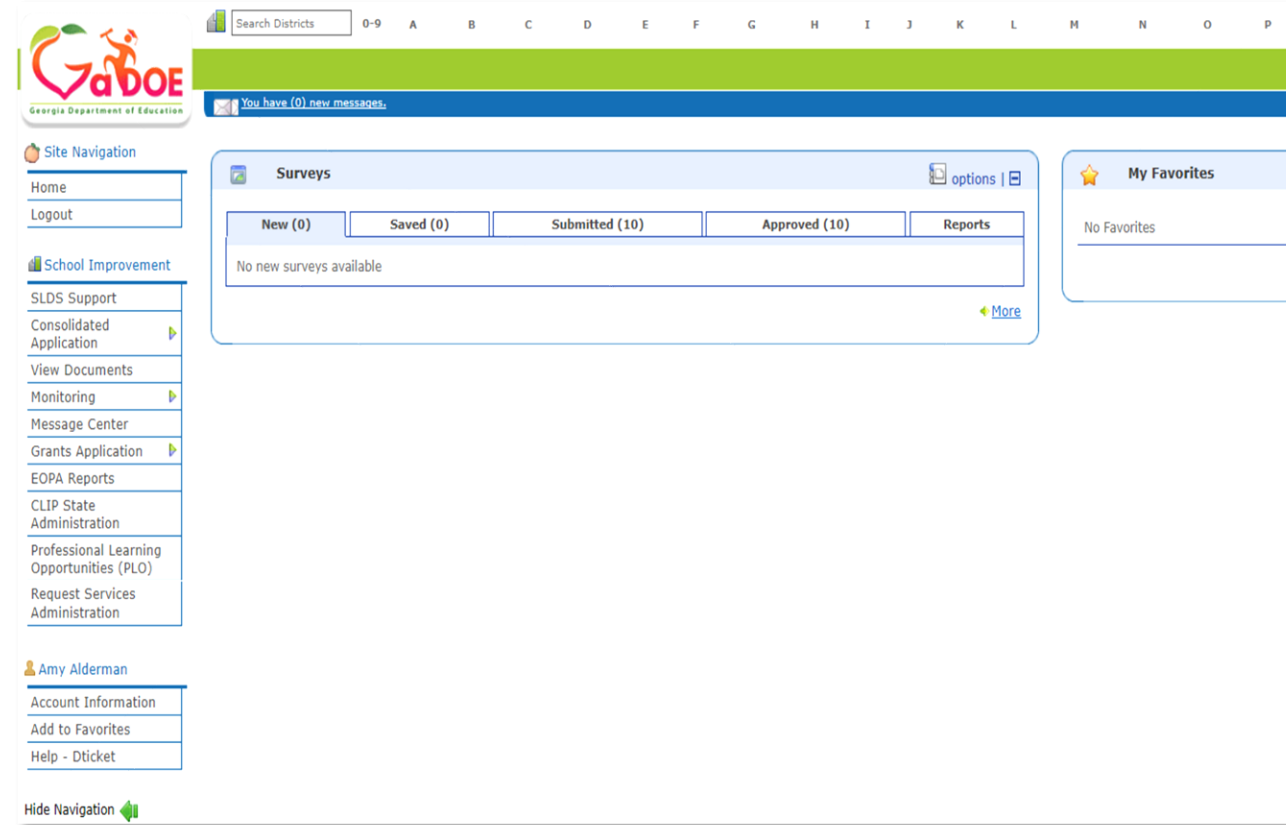 Search Districts 0-9 A B C D E F G H I J K L M N O P
GaDOE
Georgia Department of Education
You have (0) new messages.
Site Navigation
Home
Logout
School Improvement
SLDS Support
Consolidated
Application
View Documents
Monitoring
Message Center
Grants Application
EOPA Reports
CLIP State
Administration
Professional Learning
Opportunities (PLO)
Request Services
Administration
Amy Alderman
Account Information
Add to Favorites
Help - Dticket
Hide Navigation
Surveys options |
New (0) Saved (0) Submitted (10) Approved (10) Reports
No new surveys available
More
My Favorites
No Favorites